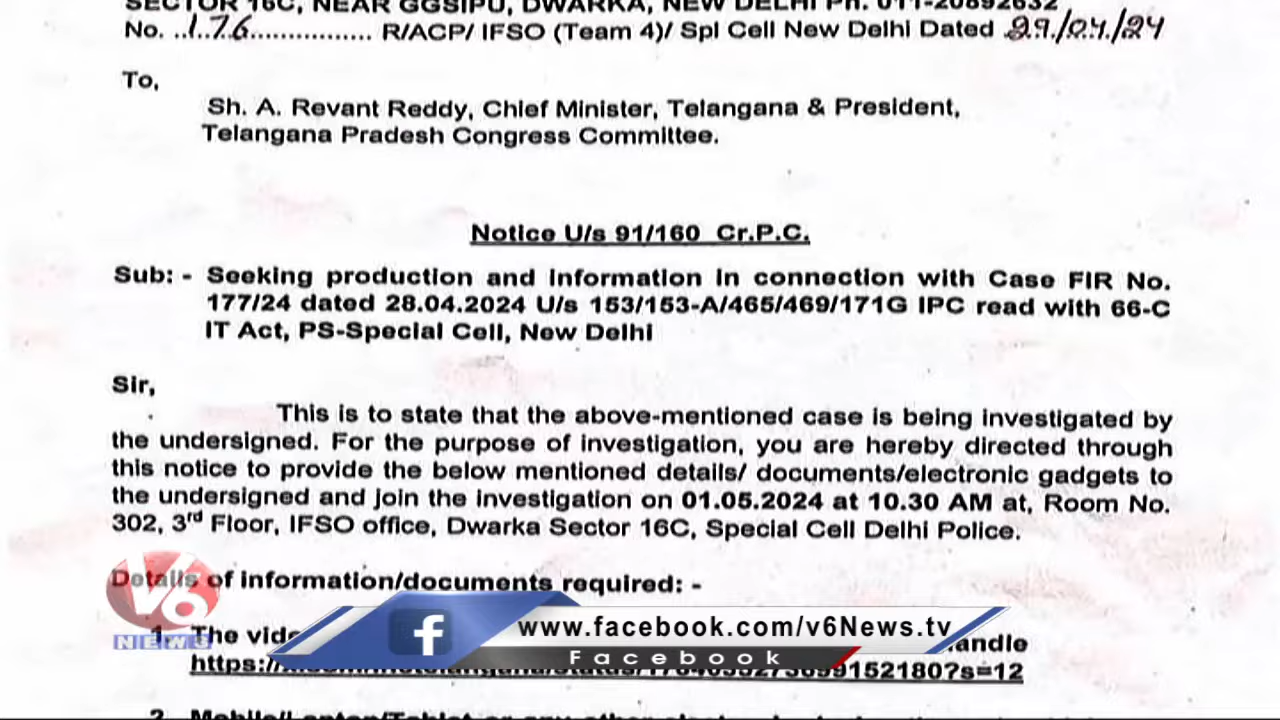 SECTOR 16C, NEAR GGSIPU, DWARKA, NEW DELHI Ph. 011-20892632
No. ..176................ R/ACP/ IFSO (Team 4)/ Spl Cell New Delhi Dated 29/04/24
To,
Sh. A. Revant Reddy, Chief Minister, Telangana & President,
Telangana Pradesh Congress Committee.
Notice U/s 91/160 Cr.P.C.
Sub: - Seeking production and Information In connection with Case FIR No.
177/24 dated 28.04.2024 U/s 153/153-A/465/469/171G IPC read with 66-C
IT Act, PS-Special Cell, New Delhi
Sir,
This is to state that the above-mentioned case is being investigated by
the undersigned. For the purpose of investigation, you are hereby directed through
this notice to provide the below mentioned details/ documents/electronic gadgets to
the undersigned and join the investigation on 01.05.2024 at 10.30 AM at, Room No.
302, 3rd Floor, IFSO office, Dwarka Sector 16C, Special Cell Delhi Police.
Details of information/documents required: -
1. The
https:/
V6
NEWS
f www.facebook.com/v6News.tv
Facebook